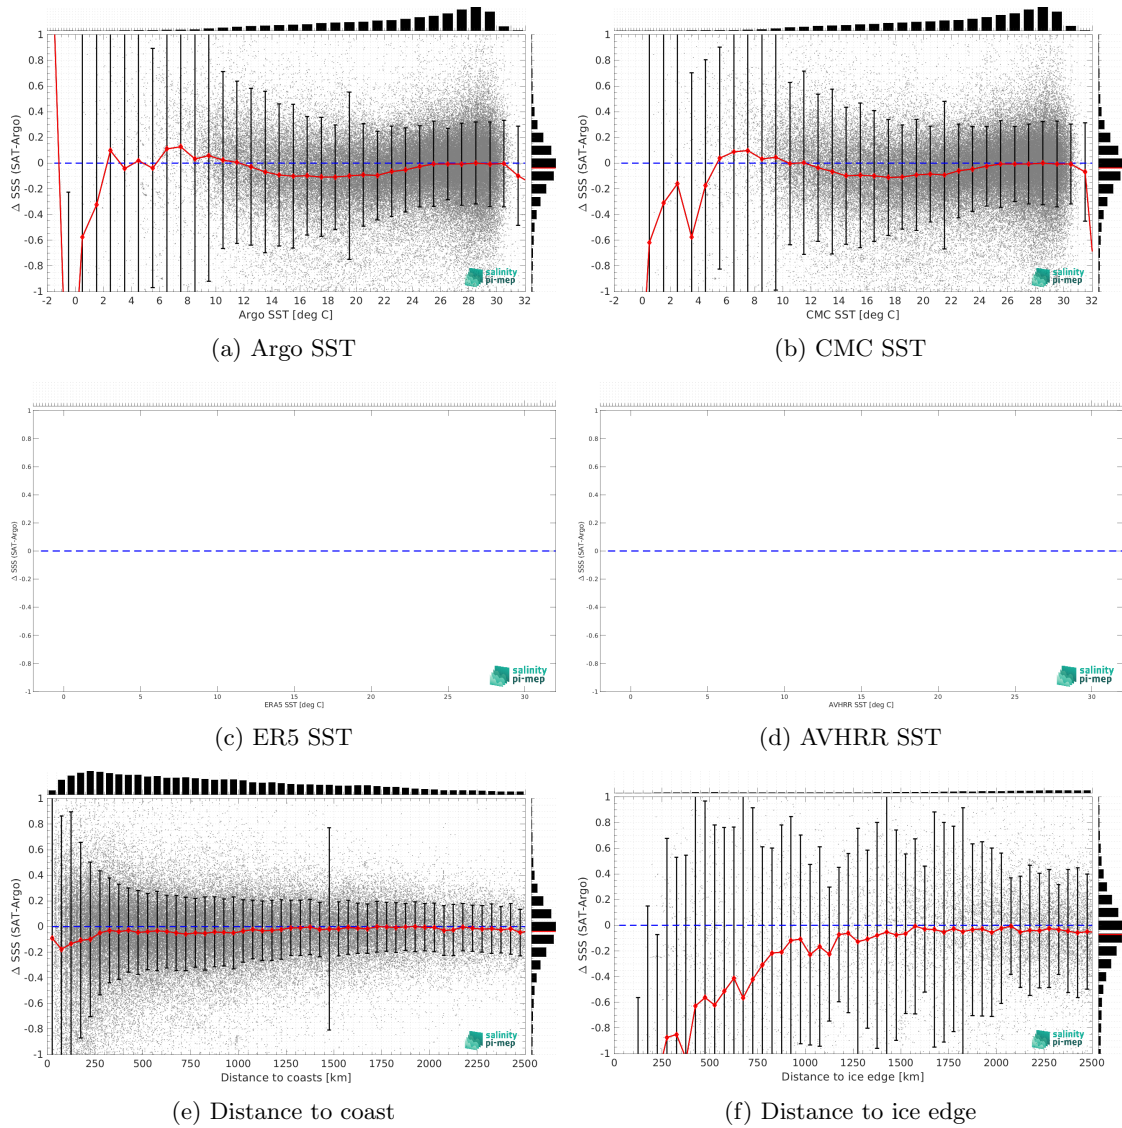 1
0.8
0.6
0.4
0.2
0
-0.2
-0.4
-0.6
-0.8
-1
Δ SSS (SAT-Argo)
-2 0 2 4 6 8 10 12 14 16 18 20 22 24 26 28 30 32
Argo SST [deg C]
salinity
pi-mep
(a) Argo SST
1
0.8
0.6
0.4
0.2
0
-0.2
-0.4
-0.6
-0.8
-1
Δ SSS (SAT-Argo)
-2 0 2 4 6 8 10 12 14 16 18 20 22 24 26 28 30 32
CMC SST [deg C]
salinity
pi-mep
(b) CMC SST
1
0.8
0.6
0.4
0.2
0
-0.2
-0.4
-0.6
-0.8
-1
Δ SSS (SAT-Argo)
0 5 10 15 20 25 30
ERA5 SST [deg C]
salinity
pi-mep
(c) ER5 SST
1
0.8
0.6
0.4
0.2
0
-0.2
-0.4
-0.6
-0.8
-1
Δ SSS (SAT-Argo)
0 5 10 15 20 25 30
AVHRR SST [deg C]
salinity
pi-mep
(d) AVHRR SST
1
0.8
0.6
0.4
0.2
0
-0.2
-0.4
-0.6
-0.8
-1
Δ SSS (SAT-Argo)
0 250 500 750 1000 1250 1500 1750 2000 2250 2500
Distance to coasts [km]
salinity
pi-mep
(e) Distance to coast
1
0.8
0.6
0.4
0.2
0
-0.2
-0.4
-0.6
-0.8
-1
Δ SSS (SAT-Argo)
0 250 500 750 1000 1250 1500 1750 2000 2250 2500
Distance to ice edge [km]
salinity
pi-mep
(f) Distance to ice edge